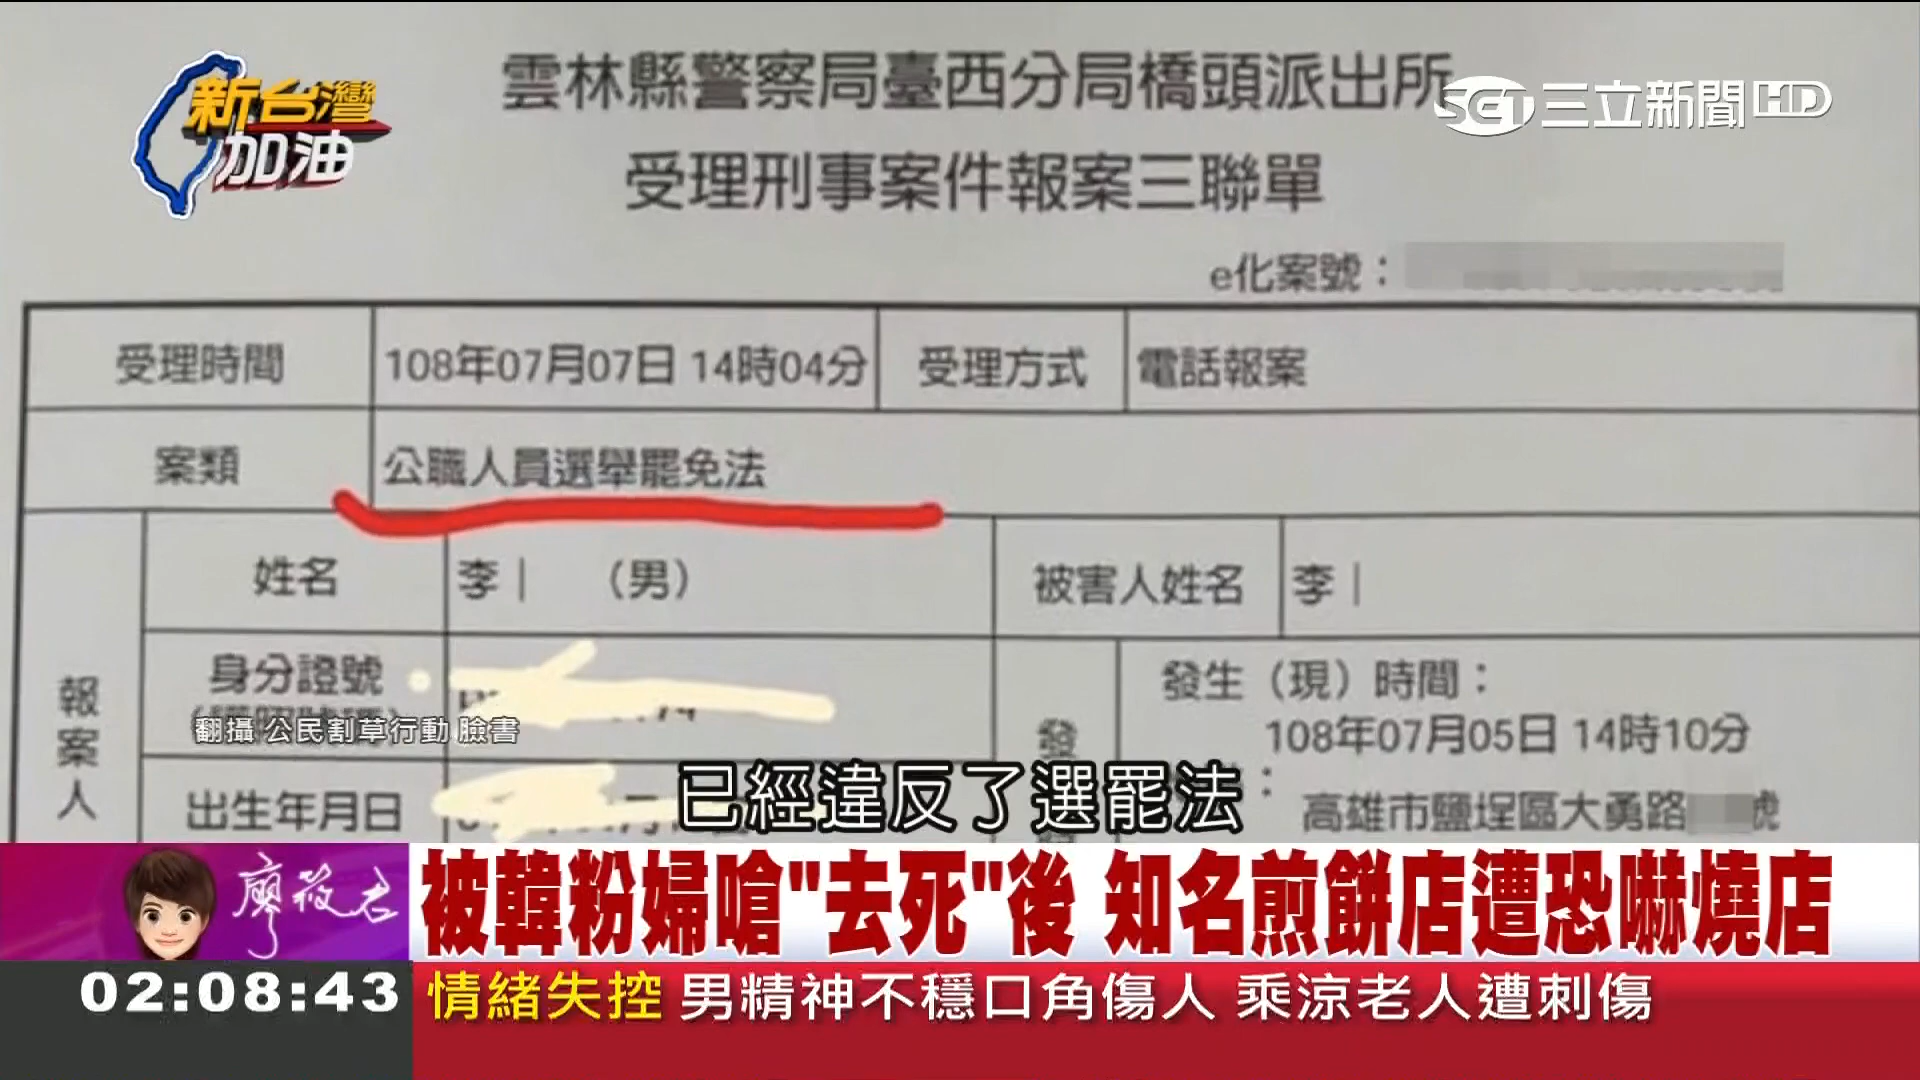 新台灣
加油
SET三立新聞HD
雲林縣警察局臺西分局橋頭派出所
受理刑事案件報案三聯單
e化案號：
受理時間 108年07月07日 14時04分 受理方式 電話報案
案類 公職人員選舉罷免法
報案人
姓名 李 （男） 被害人姓名 李
身分證號
發生（現）時間：
108年07月05日 14時10分
翻攝 公民割草行動 臉書
出生年月日
高雄市鹽埕區大勇路 號
已經違反了選罷法
廖筱君
被韓粉婦嗆"去死"後 知名煎餅店遭恐嚇燒店
02:08:43
情緒失控 男精神不穩口角傷人 乘涼老人遭刺傷